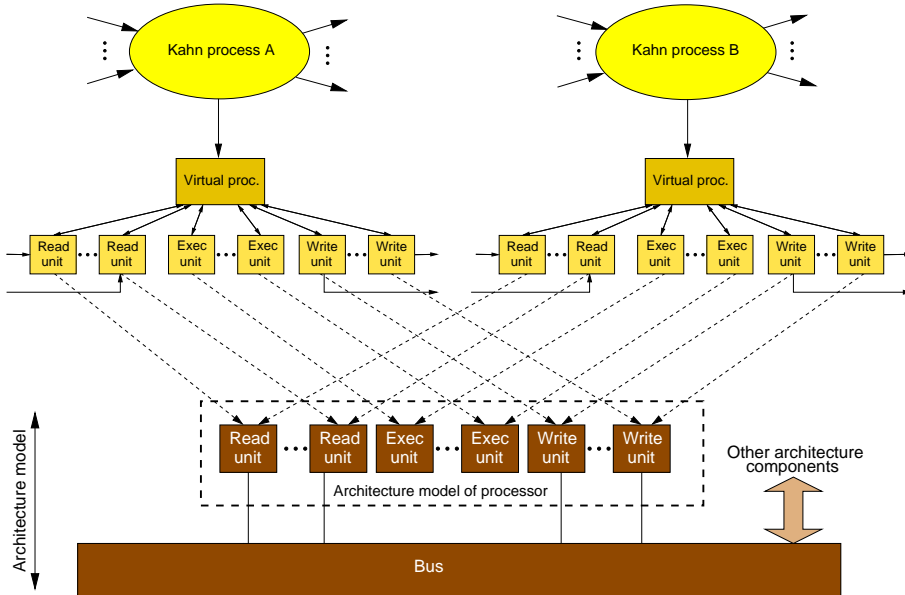 Kahn process A
Kahn process B
Virtual proc.
Virtual proc.
Read
unit
Read
unit
Exec
unit
Exec
unit
Write
unit
Write
unit
Read
unit
Read
unit
Exec
unit
Exec
unit
Write
unit
Write
unit
Architecture model
Read
unit
Read
unit
Exec
unit
Exec
unit
Write
unit
Write
unit
Architecture model of processor
Other architecture
components
Bus